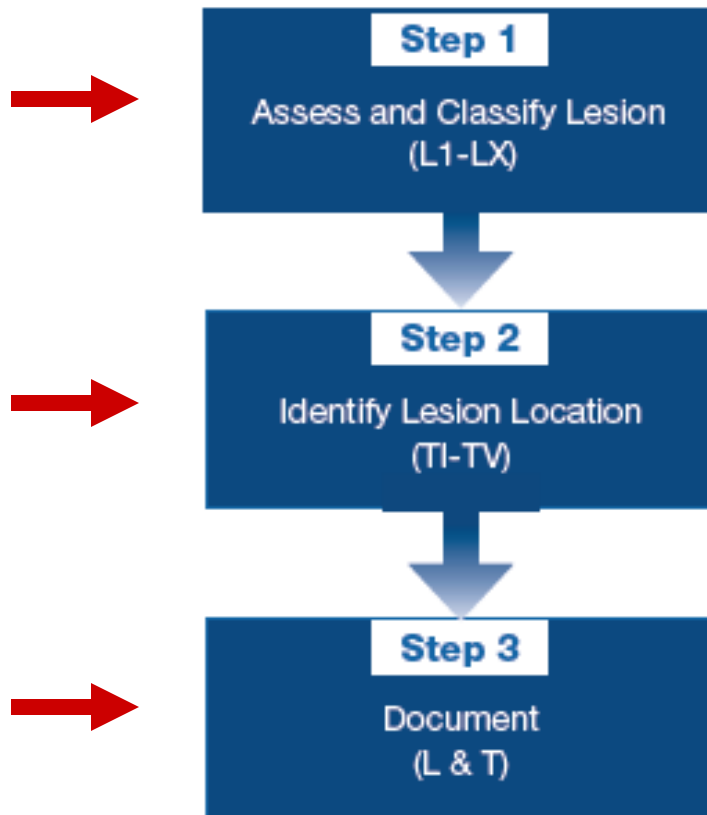 Step 1
Assess and Classify Lesion
(L1-LX)
Step 2
Identify Lesion Location
(TI-TV)
Step 3
Document
(L & T)